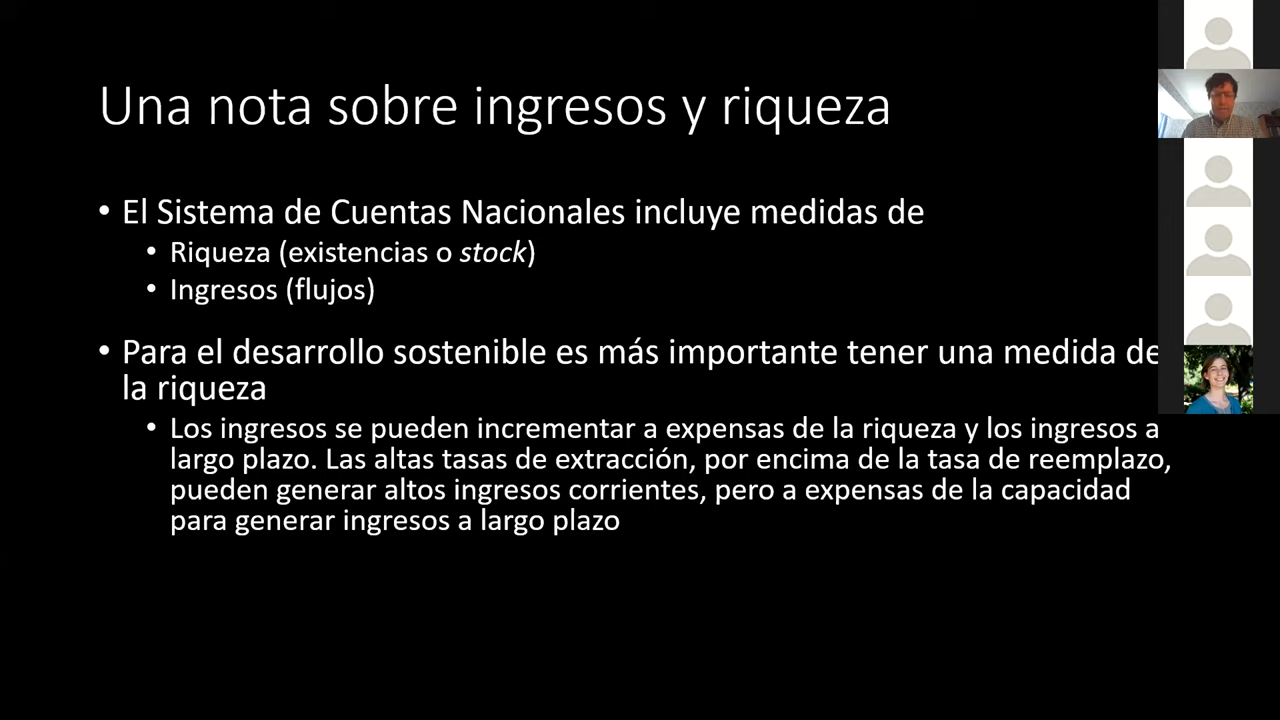 Una nota sobre ingresos y riqueza
• El Sistema de Cuentas Nacionales incluye medidas de
• Riqueza (existencias o stock)
• Ingresos (flujos)
• Para el desarrollo sostenible es más importante tener una medida de
la riqueza
• Los ingresos se pueden incrementar a expensas de la riqueza y los ingresos a
largo plazo. Las altas tasas de extracción, por encima de la tasa de reemplazo,
pueden generar altos ingresos corrientes, pero a expensas de la capacidad
para generar ingresos a largo plazo